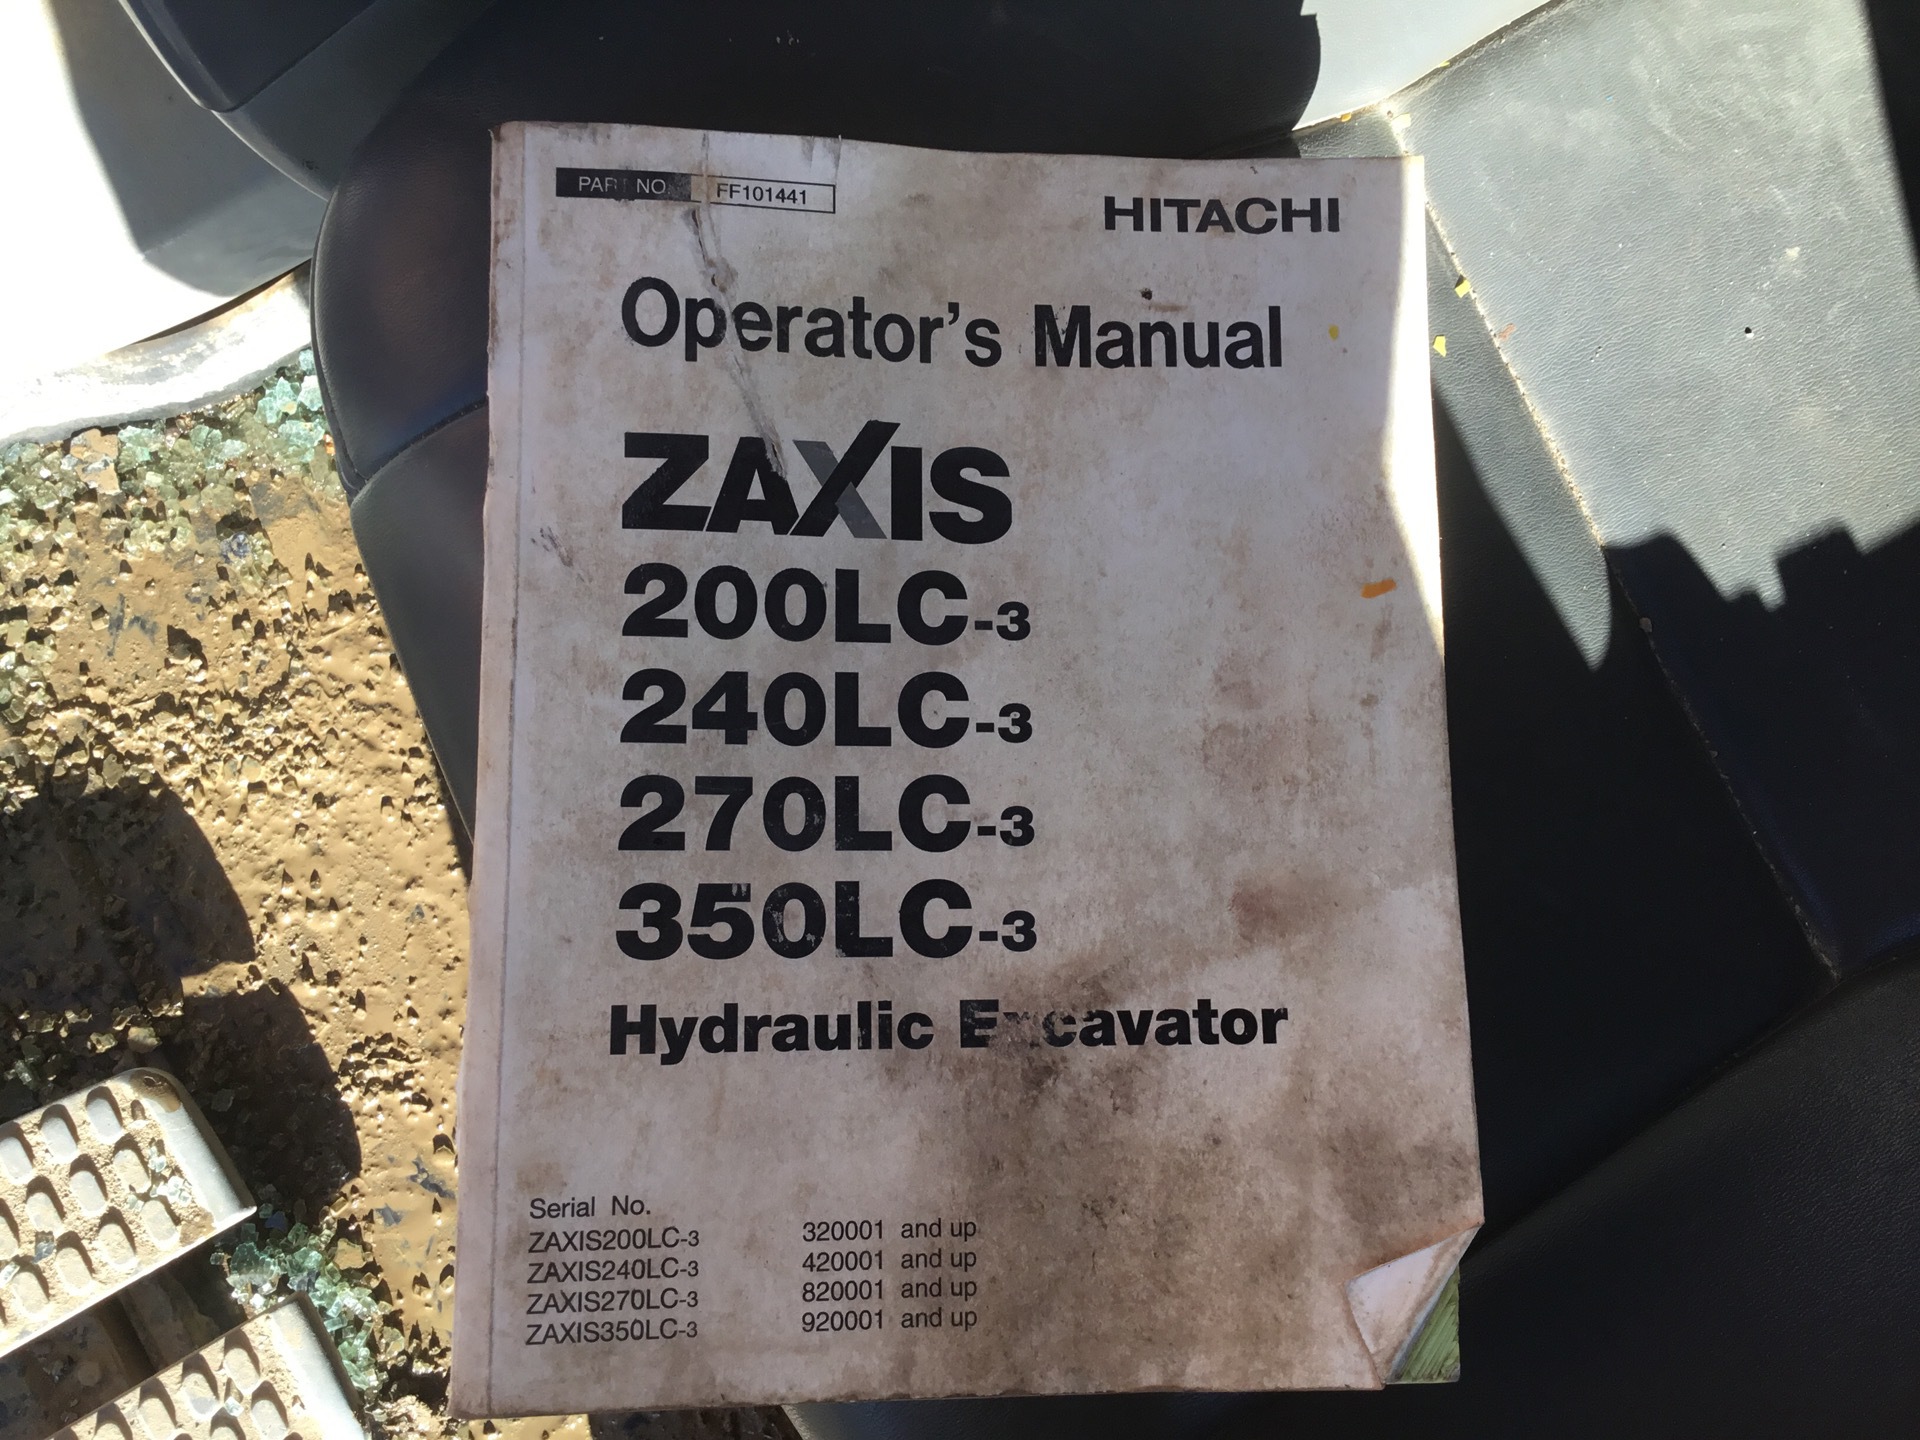 PART NO. FF101441
HITACHI
Operator's Manual
ZAXIS
200LC-3
240LC-3
270LC-3
350LC-3
Hydraulic Excavator
Serial No.
ZAXIS200LC-3 320001 and up
ZAXIS240LC-3 420001 and up
ZAXIS270LC-3 820001 and up
ZAXIS350LC-3 920001 and up